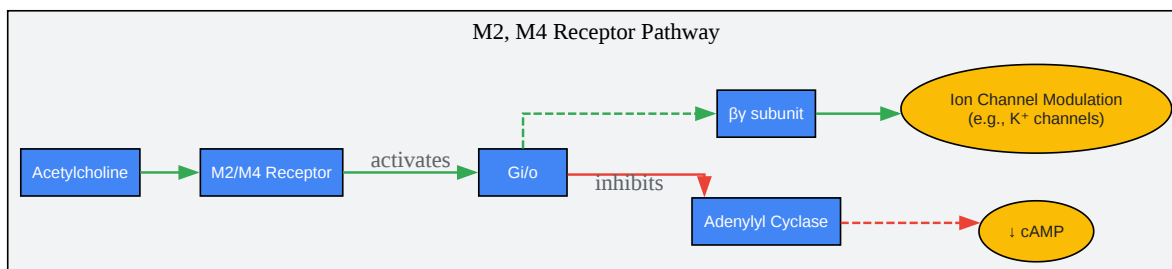 M2, M4 Receptor Pathway
Acetylcholine
M2/M4 Receptor
activates
Gi/o
βγ subunit
Ion Channel Modulation
(e.g., K⁺ channels)
inhibits
Adenylyl Cyclase
↓ cAMP